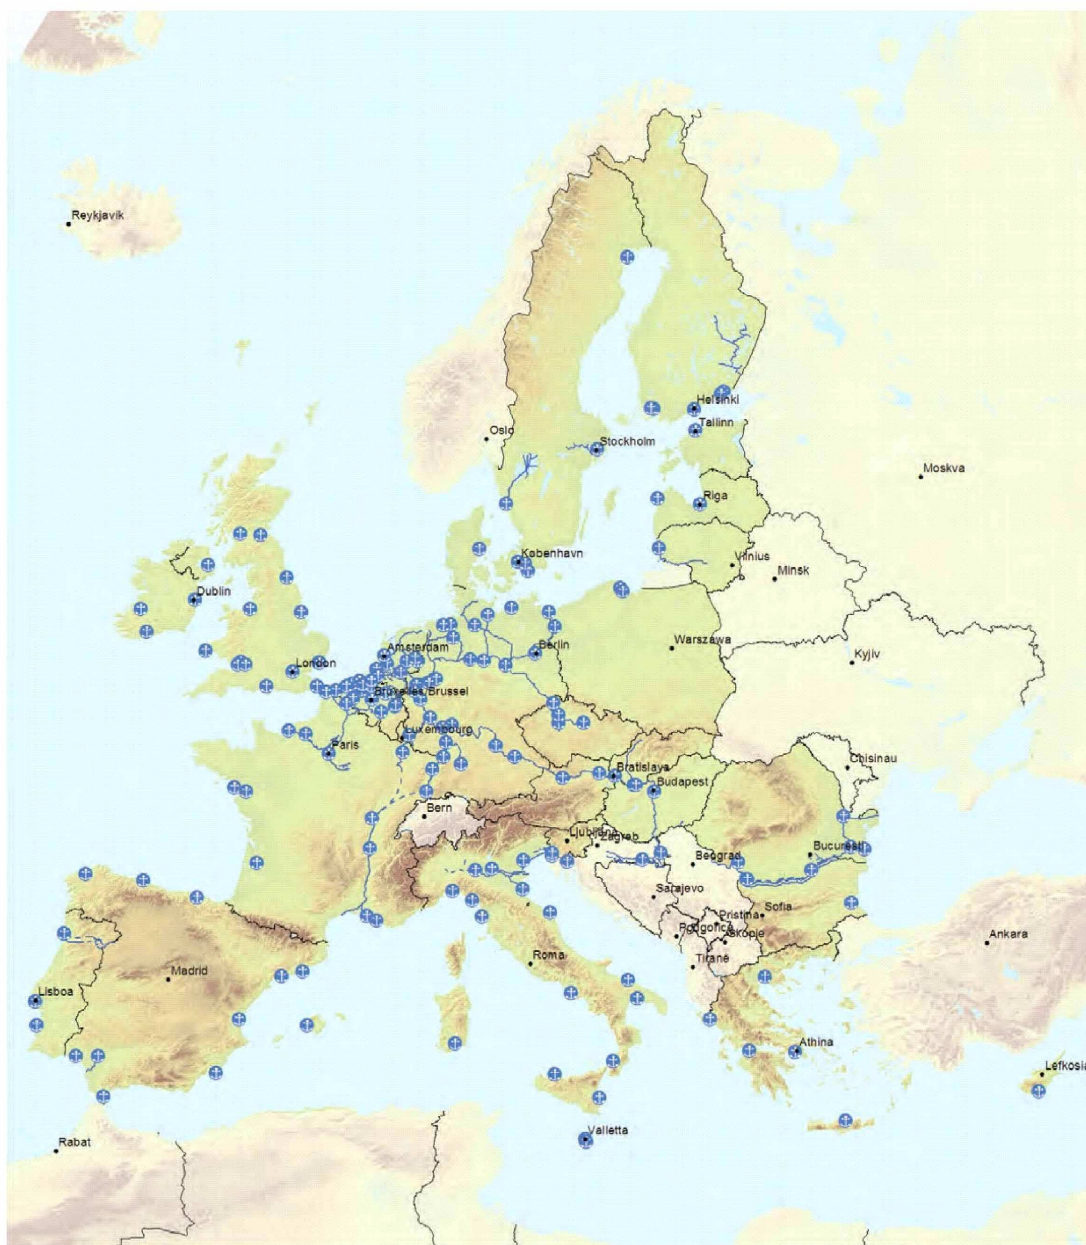 Reykjavík
Helsinki
Tallinn
Oslo
Stockholm
Moskva
Riga
København
Vilnius
Minsk
Dublin
Amsterdam
Berlin
Warszawa
Kyjiv
London
Bruxelles/Brussel
Luxembourg
Paris
Chisinau
Bratislava
Budapest
Bern
Ljubljana
Zagreb
Bucuresti
Beograd
Sarajevo
Sofia
Pristina
Podgorica
Skopje
Ankara
Tiranë
Roma
Madrid
Lisboa
Athina
Lefkosia
Valletta
Rabat